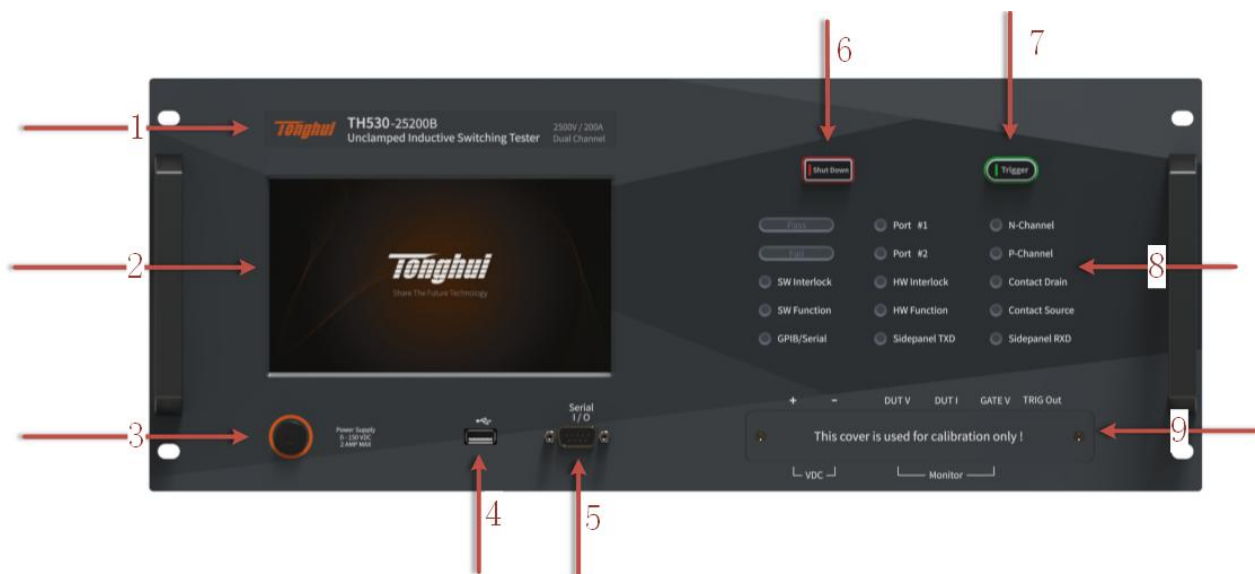 6
7
1
Tonghui
TH530-25200B
Unclamped Inductive Switching Tester
2500V / 200A
Dual Channel
Shut Down
Trigger
2
Tonghui
Share The Future Technology
Pass
Port #1
N-Channel
Fail
Port #2
P-Channel
8
SW Interlock
HW Interlock
Contact Drain
SW Function
HW Function
Contact Source
GPIB/Serial
Sidepanel TXD
Sidepanel RXD
3
Power Supply
0 - 150 VDC
2 AMP MAX
Serial
I / O
+ - DUT V DUT I GATE V TRIG Out
This cover is used for calibration only !
9
VDC
Monitor
4
5